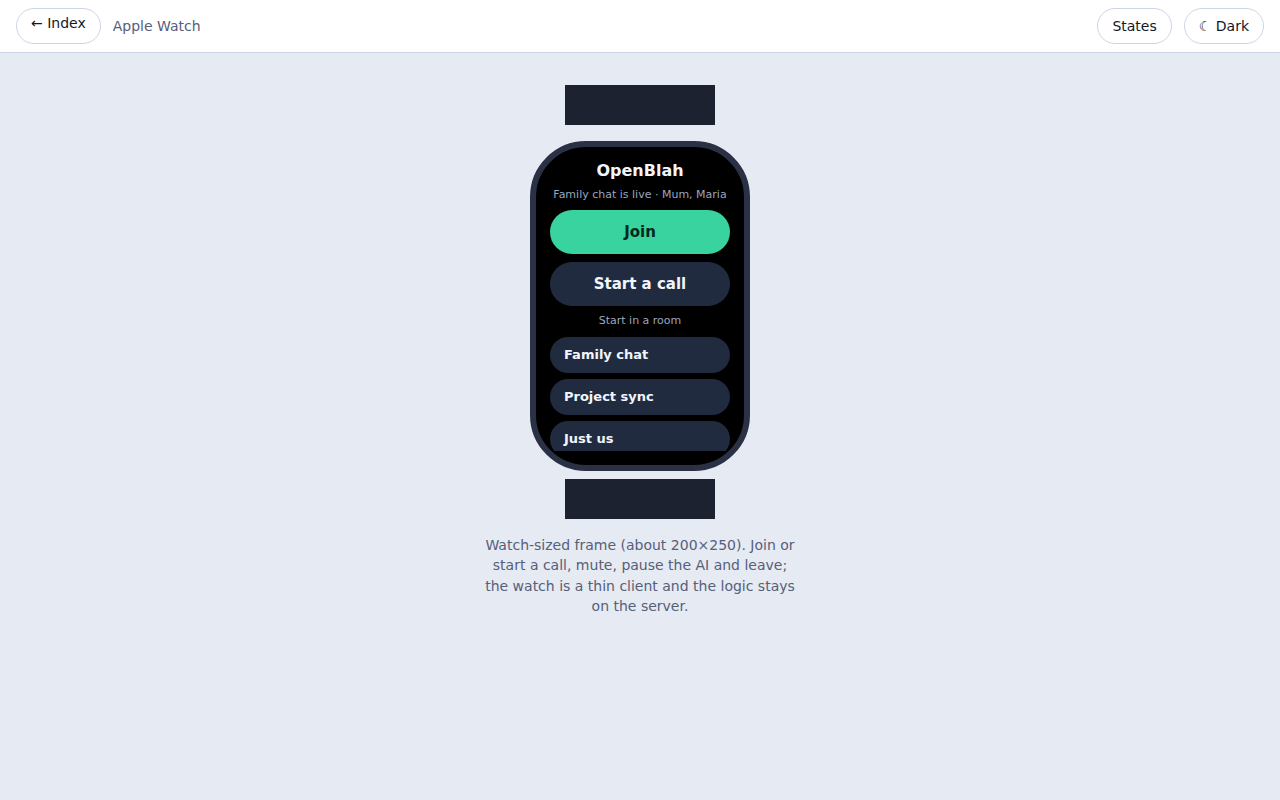 ← Index
Apple Watch
States
☾ Dark
OpenBlah
Family chat is live · Mum, Maria
Join
Start a call
Start in a room
Family chat
Project sync
Just us
Watch-sized frame (about 200×250). Join or
start a call, mute, pause the AI and leave;
the watch is a thin client and the logic stays
on the server.